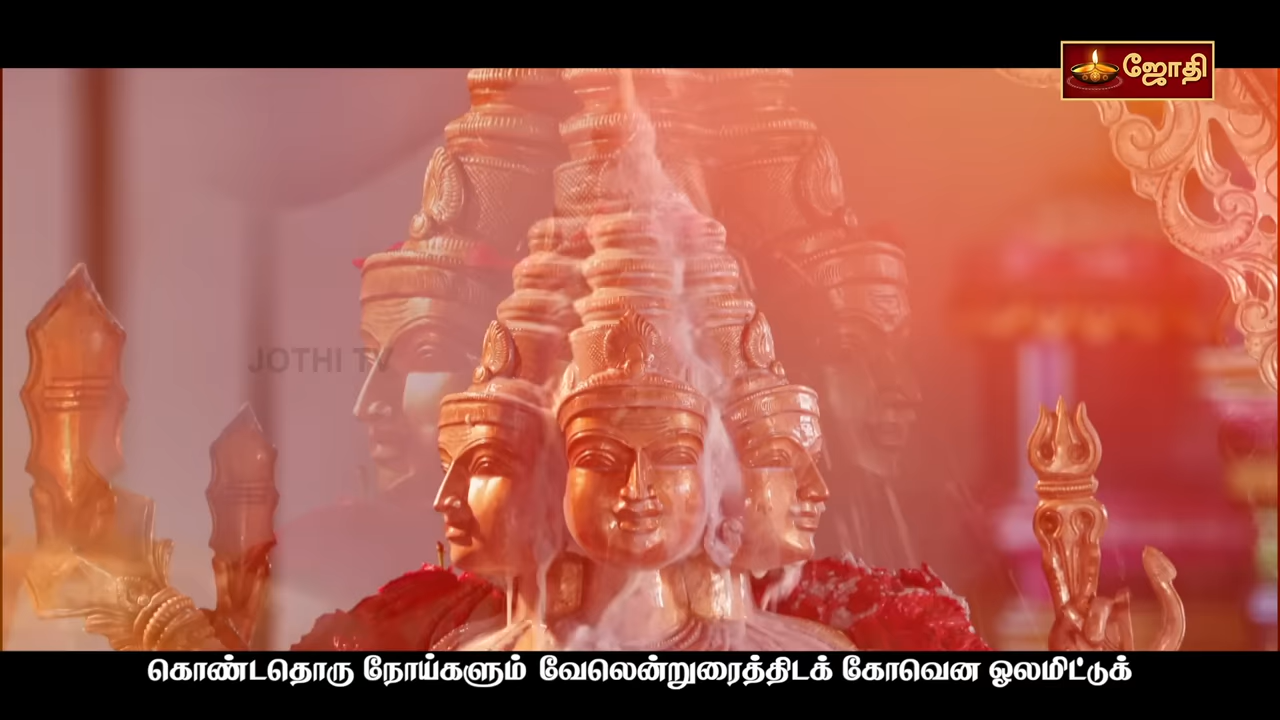 ஜோதி
JOTHI TV
கொண்டதொரு நோய்களும் வேலென்றுரைத்திடக் கோவென ஓலமிட்டுக்